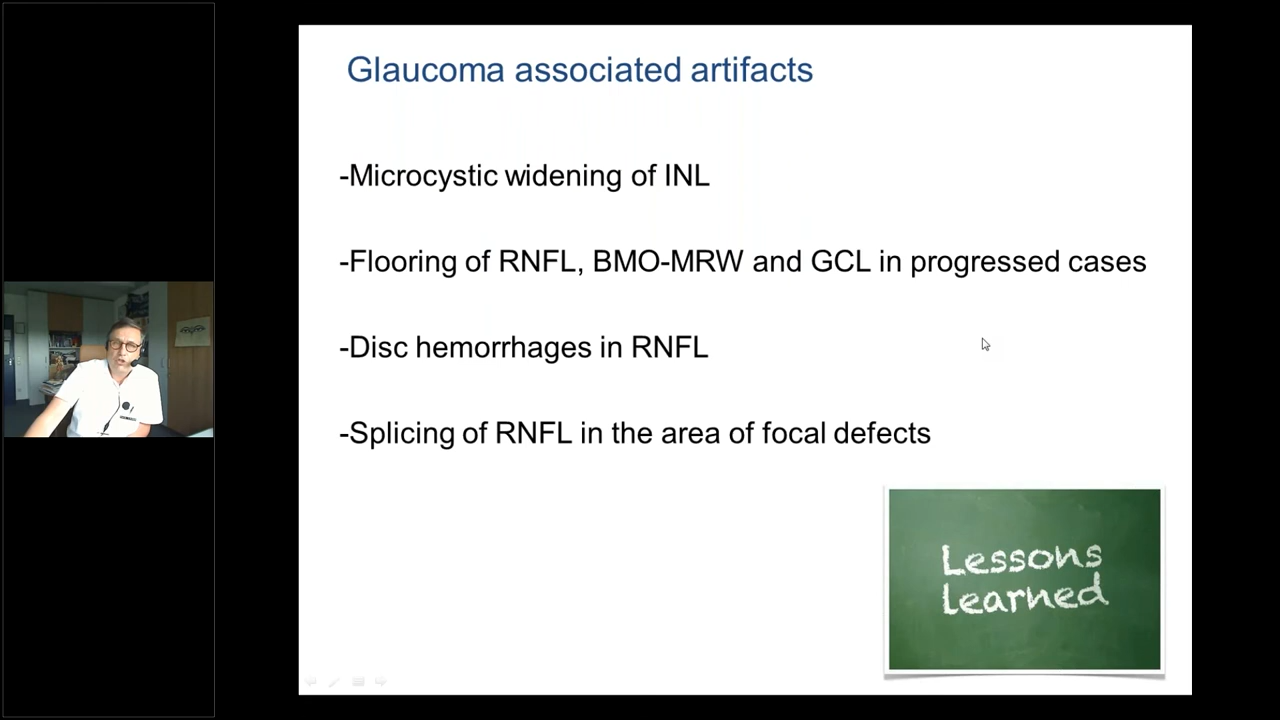 Glaucoma associated artifacts
-Microcystic widening of INL
-Flooring of RNFL, BMO-MRW and GCL in progressed cases
-Disc hemorrhages in RNFL
-Splicing of RNFL in the area of focal defects
Lessons
Learned